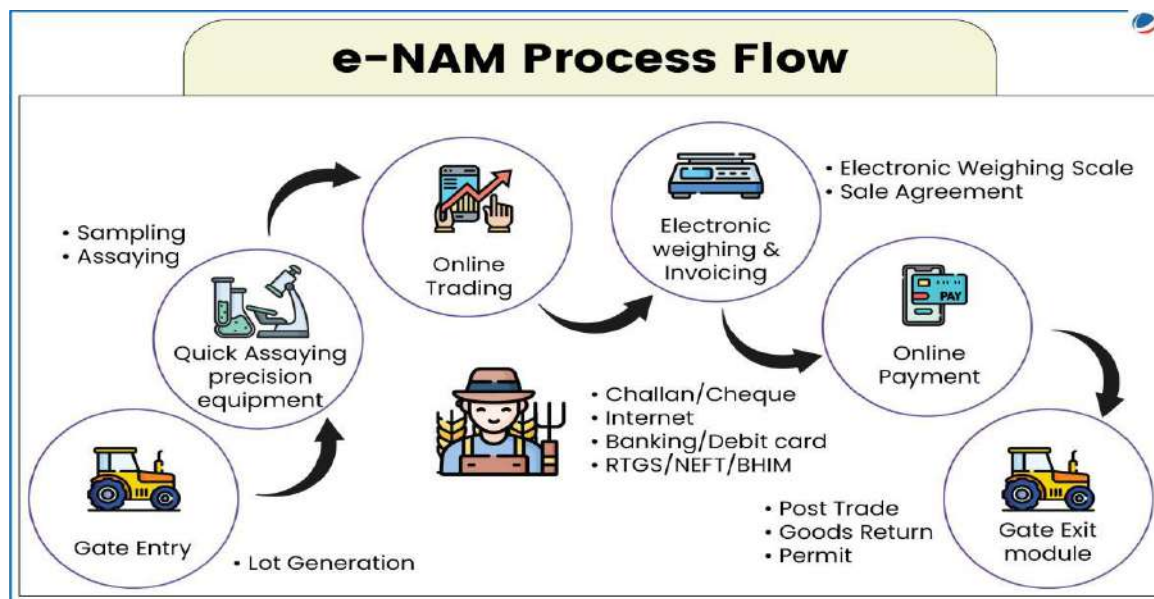 e-NAM Process Flow
Gate Entry
• Lot Generation
• Sampling
• Assaying
Quick Assaying
precision
equipment
Online
Trading
Electronic
weighing &
Invoicing
• Electronic Weighing Scale
• Sale Agreement
PAY
Online
Payment
• Challan/Cheque
• Internet
• Banking/Debit card
• RTGS/NEFT/BHIM
• Post Trade
• Goods Return
• Permit
Gate Exit
module